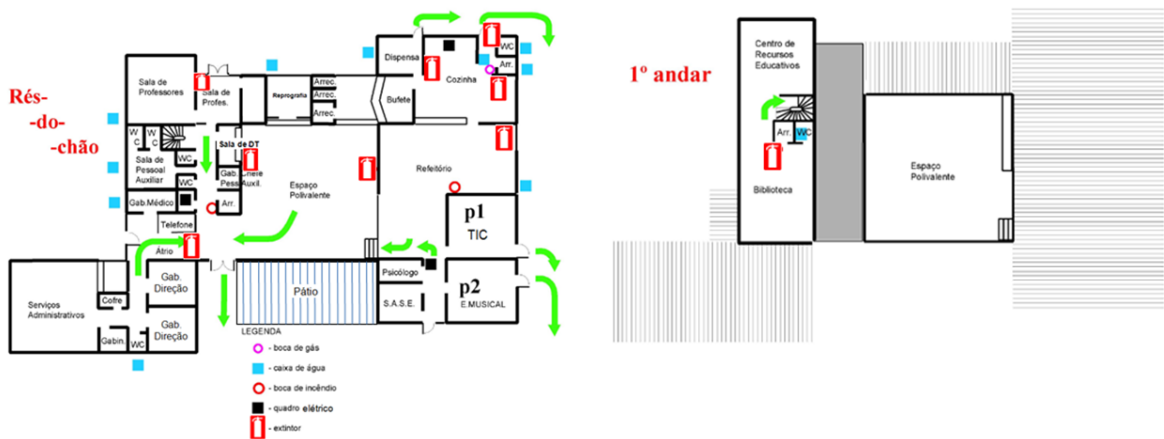 Rés-
-do-
-chão
Sala de
Professores
Sala de
Profes.
Reprografia
Arrec.
Arrec.
Arrec.
Bufete
Dispensa
Cozinha
WC
Arr.
W
C
W
C
Sala de
Pessoal
Auxiliar
WC
WC
Gab.Médico
Telefone
Átrio
Sala de DT
Gab.
Pess.
Auxil.
Arr.
Espaço
Polivalente
Refeitório
p1
TIC
p2
E.MUSICAL
Psicólogo
S.A.S.E.
Pátio
Serviços
Administrativos
Cofre
Gabin.
WC
Gab.
Direção
Gab.
Direção
LEGENDA
- boca de gás
- caixa de água
- boca de incêndio
- quadro elétrico
- extintor
1º andar
Centro de
Recursos
Educativos
Arr.
WC
Biblioteca
Espaço
Polivalente